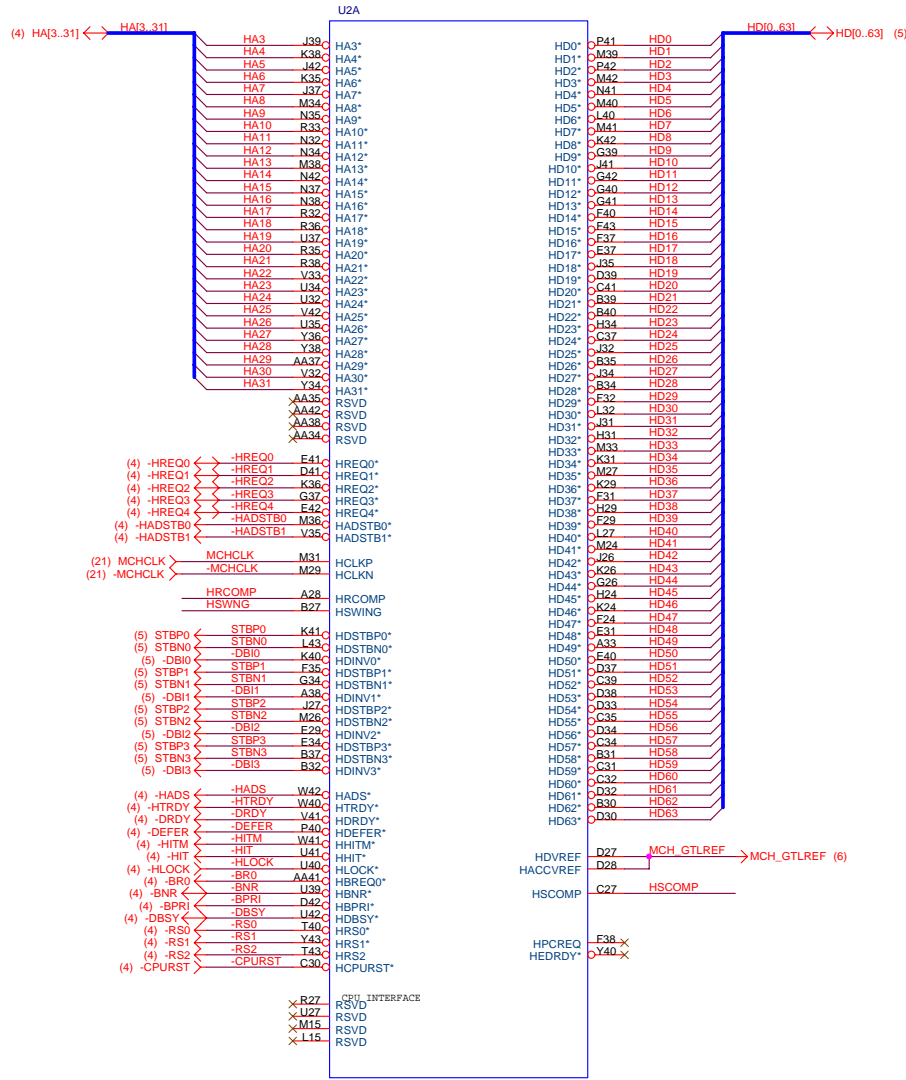 U2A
(4) HA[3..31] HA[3..31] HD[0..63] HD[0..63] (5)
HA3 J39 HA3* HD0* P41 HD0
HA4 K38 HA4* HD1* M39 HD1
HA5 J42 HA5* HD2* P42 HD2
HA6 K35 HA6* HD3* M42 HD3
HA7 J37 HA7* HD4* N41 HD4
HA8 M34 HA8* HD5* M40 HD5
HA9 N35 HA9* HD6* L40 HD6
HA10 R33 HA10* HD7* M41 HD7
HA11 N32 HA11* HD8* K42 HD8
HA12 N34 HA12* HD9* G39 HD9
HA13 M38 HA13* HD10* J41 HD10
HA14 N42 HA14* HD11* G42 HD11
HA15 N37 HA15* HD12* G40 HD12
HA16 N38 HA16* HD13* G41 HD13
HA17 R32 HA17* HD14* F40 HD14
HA18 R36 HA18* HD15* F43 HD15
HA19 U37 HA19* HD16* F37 HD16
HA20 R35 HA20* HD17* E37 HD17
HA21 R38 HA21* HD18* J35 HD18
HA22 V33 HA22* HD19* D39 HD19
HA23 U34 HA23* HD20* C41 HD20
HA24 U32 HA24* HD21* B39 HD21
HA25 V42 HA25* HD22* B40 HD22
HA26 U35 HA26* HD23* H34 HD23
HA27 Y36 HA27* HD24* C37 HD24
HA28 Y38 HA28* HD25* J32 HD25
HA29 AA37 HA29* HD26* B35 HD26
HA30 V32 HA30* HD27* J34 HD27
HA31 Y34 HA31* HD28* B34 HD28
AA35 RSVD HD29* F32 HD29
AA42 RSVD HD30* L32 HD30
AA38 RSVD HD31* J31 HD31
AA34 RSVD HD32* H31 HD32
HD33* M33 HD33
(4) -HREQ0 -HREQ0 E41 HREQ0* HD34* K31 HD34
(4) -HREQ1 -HREQ1 D41 HREQ1* HD35* M27 HD35
(4) -HREQ2 -HREQ2 K36 HREQ2* HD36* K29 HD36
(4) -HREQ3 -HREQ3 G37 HREQ3* HD37* F31 HD37
(4) -HREQ4 -HREQ4 E42 HREQ4* HD38* H29 HD38
(4) -HADSTB0 -HADSTB0 M36 HADSTB0* HD39* F29 HD39
(4) -HADSTB1 -HADSTB1 V35 HADSTB1* HD40* L27 HD40
HD41* M24 HD41
(21) MCHCLK MCHCLK M31 HCLKP HD42* J26 HD42
(21) -MCHCLK -MCHCLK M29 HCLKN HD43* K26 HD43
HD44* G26 HD44
HRCOMP A28 HRCOMP HD45* H24 HD45
HSWNG B27 HSWING HD46* K24 HD46
HD47* F24 HD47
(5) STBP0 STBP0 K41 HDSTBP0* HD48* E31 HD48
(5) STBN0 STBN0 L43 HDSTBN0* HD49* A33 HD49
(5) -DBI0 -DBI0 K40 HDINV0* HD50* E40 HD50
(5) STBP1 STBP1 F35 HDSTBP1* HD51* D37 HD51
(5) STBN1 STBN1 G34 HDSTBN1* HD52* C39 HD52
(5) -DBI1 -DBI1 A38 HDINV1* HD53* D38 HD53
(5) STBP2 STBP2 J27 HDSTBP2* HD54* D33 HD54
(5) STBN2 STBN2 M26 HDSTBN2* HD55* C35 HD55
(5) -DBI2 -DBI2 E29 HDINV2* HD56* D34 HD56
(5) STBP3 STBP3 E34 HDSTBP3* HD57* C34 HD57
(5) STBN3 STBN3 B37 HDSTBN3* HD58* B31 HD58
(5) -DBI3 -DBI3 B32 HDINV3* HD59* C31 HD59
HD60* C32 HD60
(4) -HADS -HADS W42 HADS* HD61* D32 HD61
(4) -HTRDY -HTRDY W40 HTRDY* HD62* B30 HD62
(4) -DRDY -DRDY V41 HDRDY* HD63* D30 HD63
(4) -DEFER -DEFER P40 HDEFER*
(4) -HITM -HITM W41 HHITM*
(4) -HIT -HIT U41 HHIT* HDVREF D27 MCH_GTLREF MCH_GTLREF (6)
(4) -HLOCK -HLOCK U40 HLOCK* HACCVREF D28
(4) -BR0 -BR0 AA41 HBREQ0*
(4) -BNR -BNR U39 HBNR* HSCOMP C27 HSCOMP
(4) -BPRI -BPRI D42 HBPRI*
(4) -DBSY -DBSY U42 HDBSY*
(4) -RS0 -RS0 T40 HRS0*
(4) -RS1 -RS1 Y43 HRS1* HPCREQ F38
(4) -RS2 -RS2 T43 HRS2 HEDRDY* Y40
(4) -CPURST -CPURST C30 HCPURST*
CPU_INTERFACE
R27 RSVD
U27 RSVD
M15 RSVD
L15 RSVD